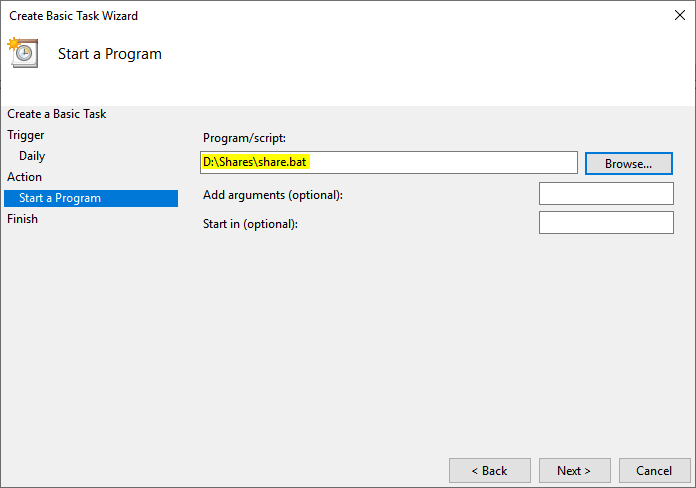 Create Basic Task Wizard
Start a Program
Create a Basic Task
Trigger
Daily
Action
Start a Program
Finish
Program/script:
D:\Shares\share.bat
Browse...
Add arguments (optional):
Start in (optional):
< Back
Next >
Cancel